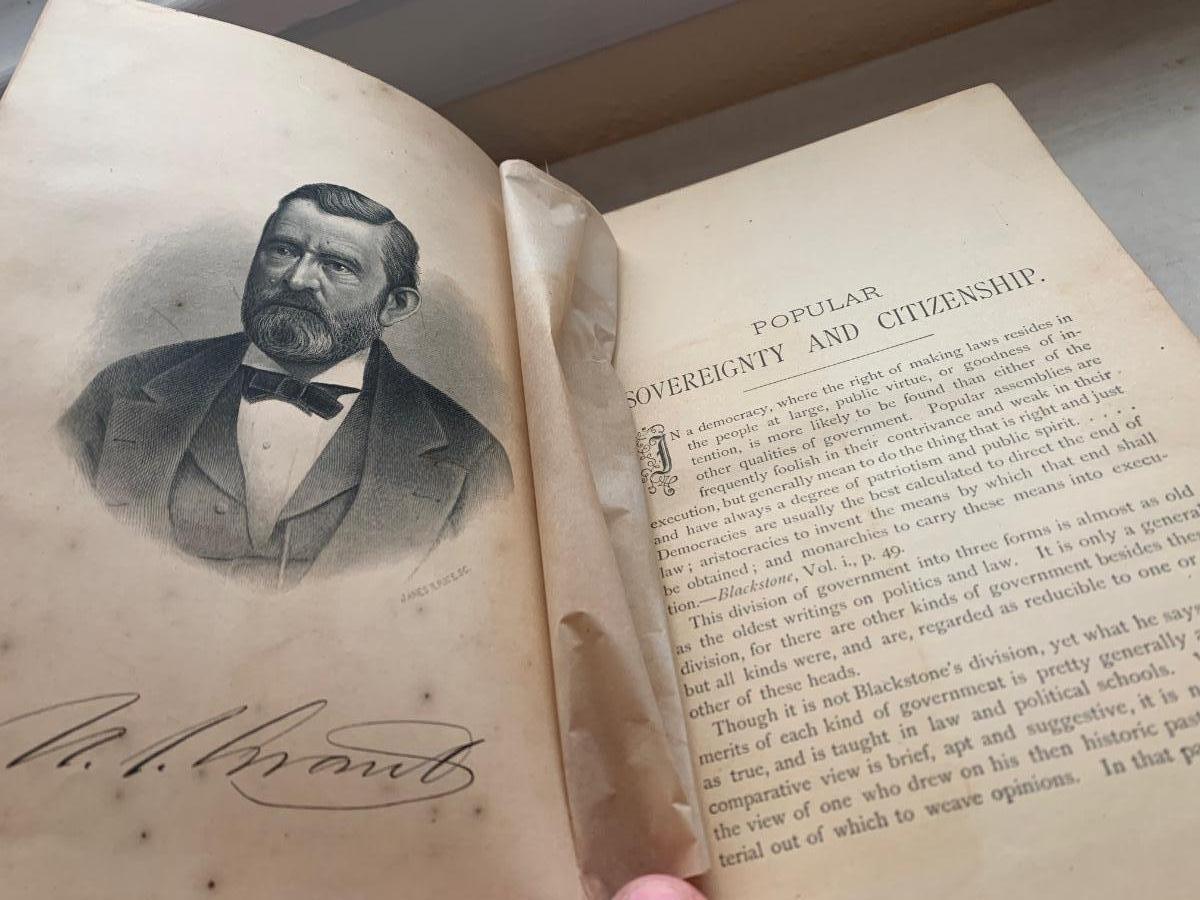 JAMES R. RICE, SC.
U. S. Grant
POPULAR
SOVEREIGNTY AND CITIZENSHIP.
IN a democracy, where the right of making laws resides in
the people at large, public virtue, or goodness of in-
tention, is more likely to be found than either of the
other qualities of government. Popular assemblies are
frequently foolish in their contrivance and weak in their
execution, but generally mean to do the thing that is right and just
and have always a degree of patriotism and public spirit. . . . .
Democracies are usually the best calculated to direct the end of
law; aristocracies to invent the means by which that end shall
be obtained; and monarchies to carry these means into execu-
tion.—Blackstone, Vol. i., p. 49.
This division of government into three forms is almost as old
as the oldest writings on politics and law. It is only a general
division, for there are other kinds of government besides these
but all kinds were, and are, regarded as reducible to one or
other of these heads.
Though it is not Blackstone's division, yet what he says
merits of each kind of government is pretty generally
as true, and is taught in law and political schools.
comparative view is brief, apt and suggestive, it is
the view of one who drew on his then historic pas
terial out of which to weave opinions. In that pa